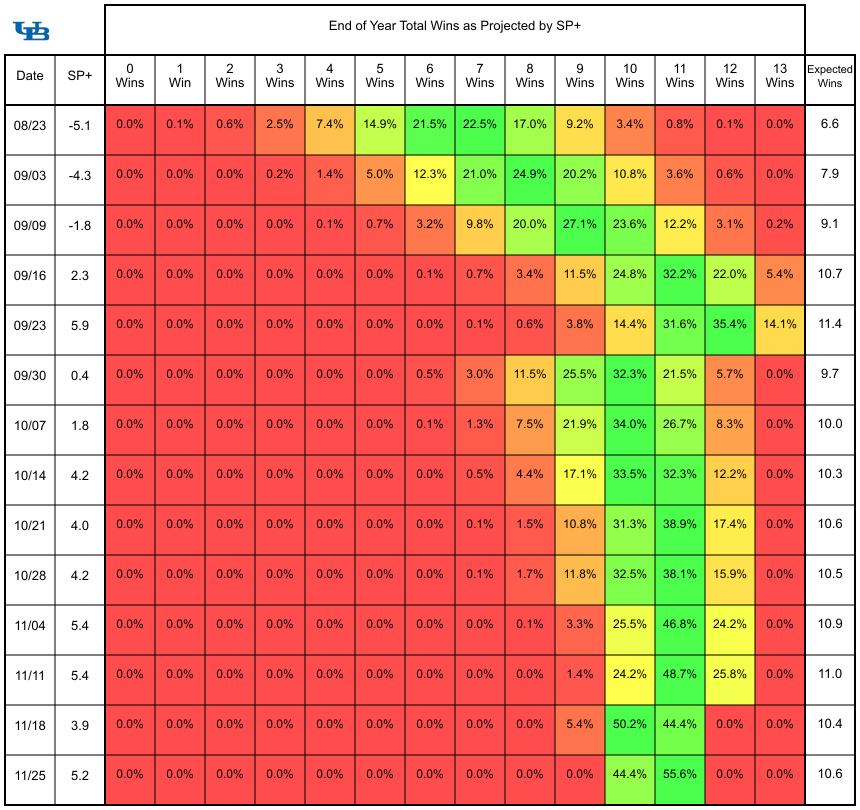 UB
End of Year Total Wins as Projected by SP+
Date SP+ 0 Wins 1 Win 2 Wins 3 Wins 4 Wins 5 Wins 6 Wins 7 Wins 8 Wins 9 Wins 10 Wins 11 Wins 12 Wins 13 Wins Expected Wins
08/23 -5.1 0.0% 0.1% 0.6% 2.5% 7.4% 14.9% 21.5% 22.5% 17.0% 9.2% 3.4% 0.8% 0.1% 0.0% 6.6
09/03 -4.3 0.0% 0.0% 0.0% 0.2% 1.4% 5.0% 12.3% 21.0% 24.9% 20.2% 10.8% 3.6% 0.6% 0.0% 7.9
09/09 -1.8 0.0% 0.0% 0.0% 0.0% 0.1% 0.7% 3.2% 9.8% 20.0% 27.1% 23.6% 12.2% 3.1% 0.2% 9.1
09/16 2.3 0.0% 0.0% 0.0% 0.0% 0.0% 0.0% 0.1% 0.7% 3.4% 11.5% 24.8% 32.2% 22.0% 5.4% 10.7
09/23 5.9 0.0% 0.0% 0.0% 0.0% 0.0% 0.0% 0.0% 0.1% 0.6% 3.8% 14.4% 31.6% 35.4% 14.1% 11.4
09/30 0.4 0.0% 0.0% 0.0% 0.0% 0.0% 0.0% 0.5% 3.0% 11.5% 25.5% 32.3% 21.5% 5.7% 0.0% 9.7
10/07 1.8 0.0% 0.0% 0.0% 0.0% 0.0% 0.0% 0.1% 1.3% 7.5% 21.9% 34.0% 26.7% 8.3% 0.0% 10.0
10/14 4.2 0.0% 0.0% 0.0% 0.0% 0.0% 0.0% 0.0% 0.5% 4.4% 17.1% 33.5% 32.3% 12.2% 0.0% 10.3
10/21 4.0 0.0% 0.0% 0.0% 0.0% 0.0% 0.0% 0.0% 0.1% 1.5% 10.8% 31.3% 38.9% 17.4% 0.0% 10.6
10/28 4.2 0.0% 0.0% 0.0% 0.0% 0.0% 0.0% 0.0% 0.1% 1.7% 11.8% 32.5% 38.1% 15.9% 0.0% 10.5
11/04 5.4 0.0% 0.0% 0.0% 0.0% 0.0% 0.0% 0.0% 0.0% 0.1% 3.3% 25.5% 46.8% 24.2% 0.0% 10.9
11/11 5.4 0.0% 0.0% 0.0% 0.0% 0.0% 0.0% 0.0% 0.0% 0.0% 1.4% 24.2% 48.7% 25.8% 0.0% 11.0
11/18 3.9 0.0% 0.0% 0.0% 0.0% 0.0% 0.0% 0.0% 0.0% 0.0% 5.4% 50.2% 44.4% 0.0% 0.0% 10.4
11/25 5.2 0.0% 0.0% 0.0% 0.0% 0.0% 0.0% 0.0% 0.0% 0.0% 0.0% 44.4% 55.6% 0.0% 0.0% 10.6